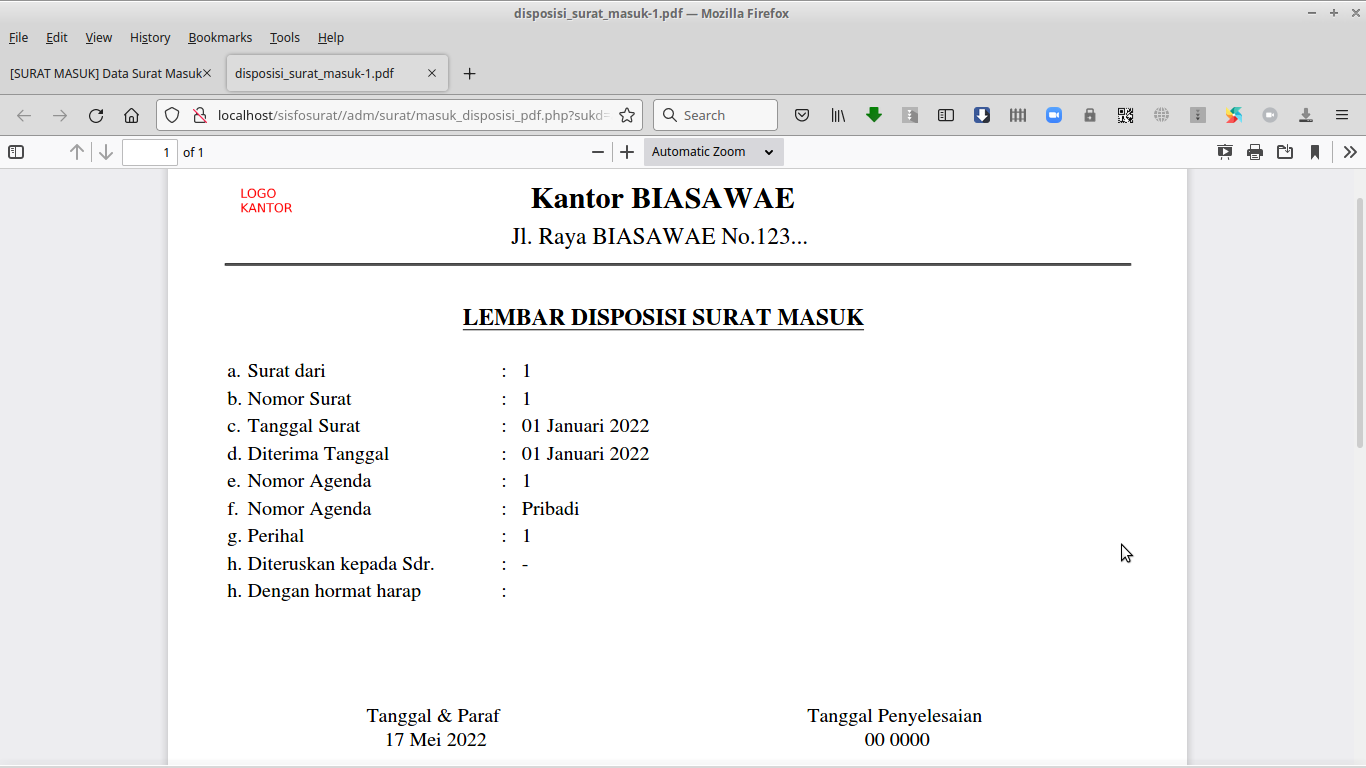 disposisi_surat_masuk-1.pdf — Mozilla Firefox
File Edit View History Bookmarks Tools Help
[SURAT MASUK] Data Surat Masuk
disposisi_surat_masuk-1.pdf
localhost/sisfosurat//adm/surat/masuk_disposisi_pdf.php?sukd=
Search
1 of 1
Automatic Zoom
LOGO
KANTOR
Kantor BIASAWAE
Jl. Raya BIASAWAE No.123...
LEMBAR DISPOSISI SURAT MASUK
a. Surat dari : 1
b. Nomor Surat : 1
c. Tanggal Surat : 01 Januari 2022
d. Diterima Tanggal : 01 Januari 2022
e. Nomor Agenda : 1
f. Nomor Agenda : Pribadi
g. Perihal : 1
h. Diteruskan kepada Sdr. : -
h. Dengan hormat harap :
Tanggal & Paraf
17 Mei 2022
Tanggal Penyelesaian
00 0000